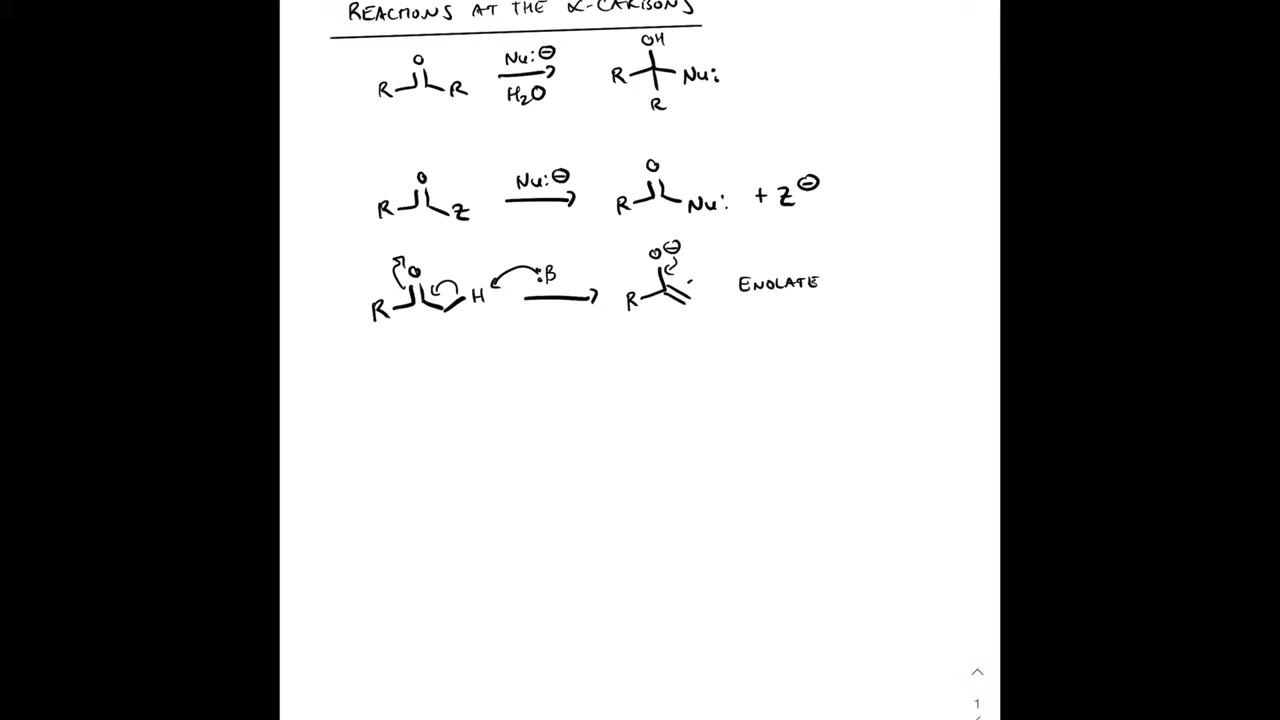 REACTIONS AT THE α-CARBONS
O OH
R R Nu:⊖ H₂O R Nu:
R
O Nu:⊖ O
R Z R Nu: + Z⊖
O :B O⊖
R H R ENOLATE
1